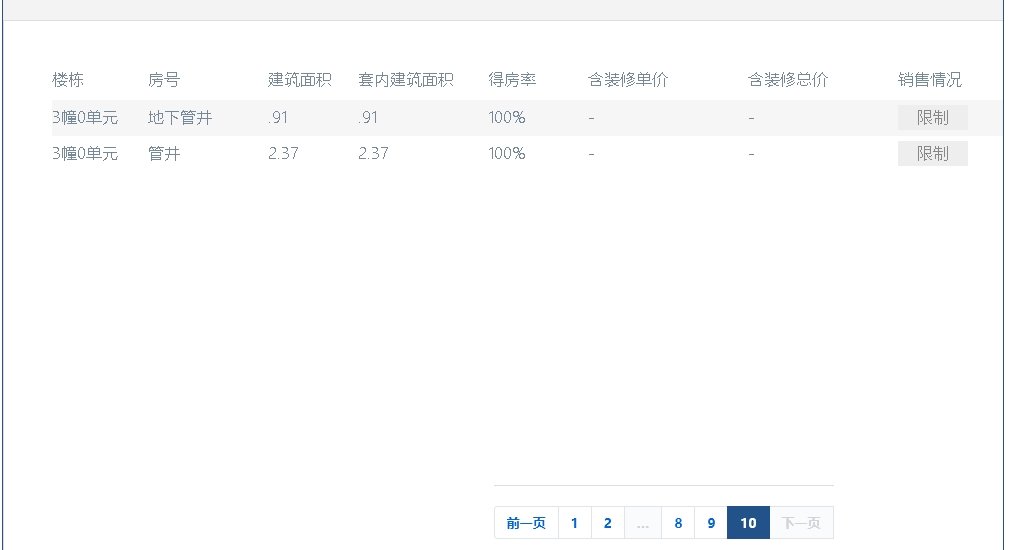 楼栋 房号 建筑面积 套内建筑面积 得房率 含装修单价 含装修总价 销售情况
3幢0单元 地下管井 .91 .91 100% - - 限制
3幢0单元 管井 2.37 2.37 100% - - 限制
前一页 1 2 ... 8 9 10 下一页